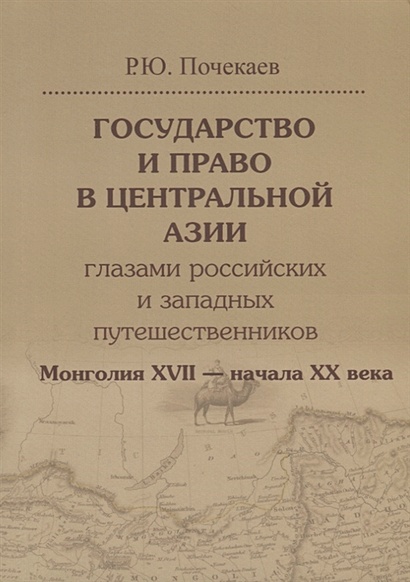 Р.Ю. Почекаев
ГОСУДАРСТВО
И ПРАВО
В ЦЕНТРАЛЬНОЙ
АЗИИ
глазами российских
и западных
путешественников
Монголия XVII — начала XX века